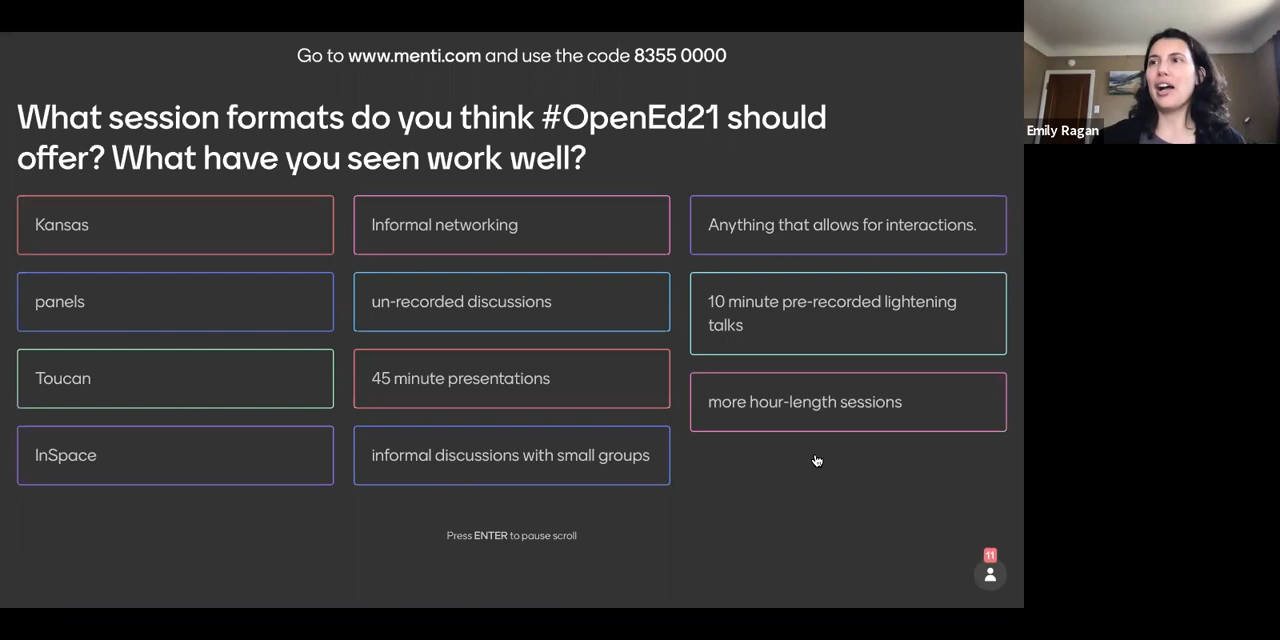 Go to www.menti.com and use the code 8355 0000
What session formats do you think #OpenEd21 should
offer? What have you seen work well?
Kansas
panels
Toucan
InSpace
Informal networking
un-recorded discussions
45 minute presentations
informal discussions with small groups
Anything that allows for interactions.
10 minute pre-recorded lightening
talks
more hour-length sessions
Press ENTER to pause scroll
11
Emily Ragan